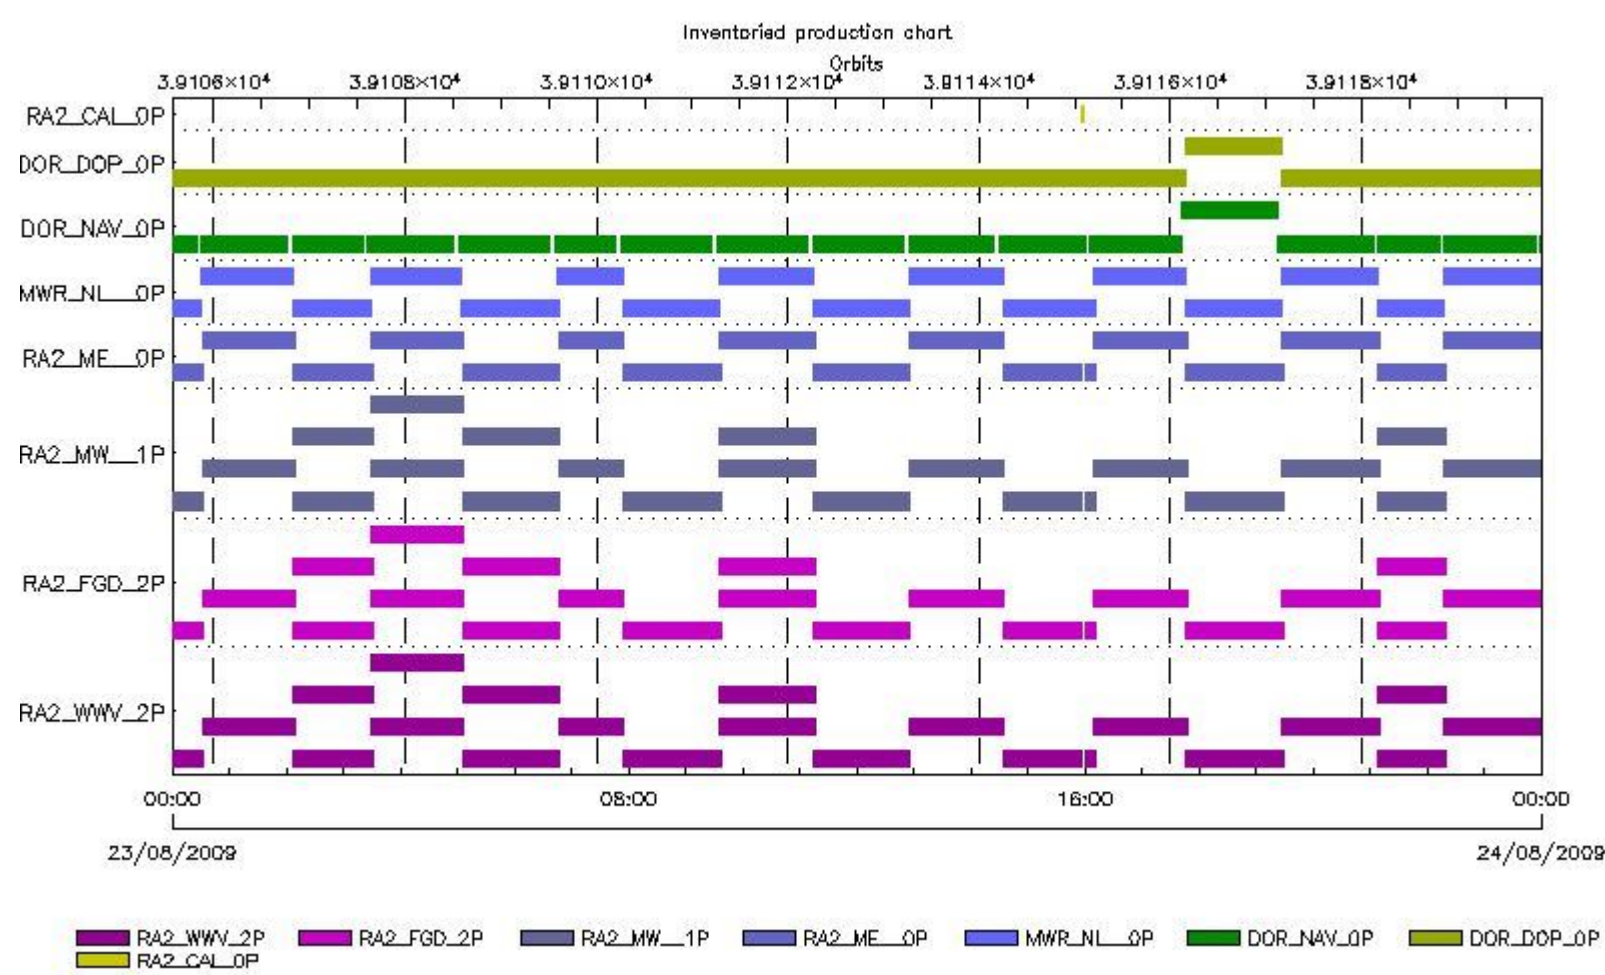 Inventoried production chart
Orbits
3.9106×10⁴ 3.9108×10⁴ 3.9110×10⁴ 3.9112×10⁴ 3.9114×10⁴ 3.9116×10⁴ 3.9118×10⁴
RA2_CAL_0P
DOR_DOP_0P
DOR_NAV_0P
MWR_NL__0P
RA2_ME__0P
RA2_MW__1P
RA2_FGD_2P
RA2_WWV_2P
00:00 08:00 16:00 00:00
23/08/2009 24/08/2009
RA2_WWV_2P RA2_FGD_2P RA2_MW__1P RA2_ME__0P MWR_NL__0P DOR_NAV_0P DOR_DOP_0P
RA2_CAL_0P